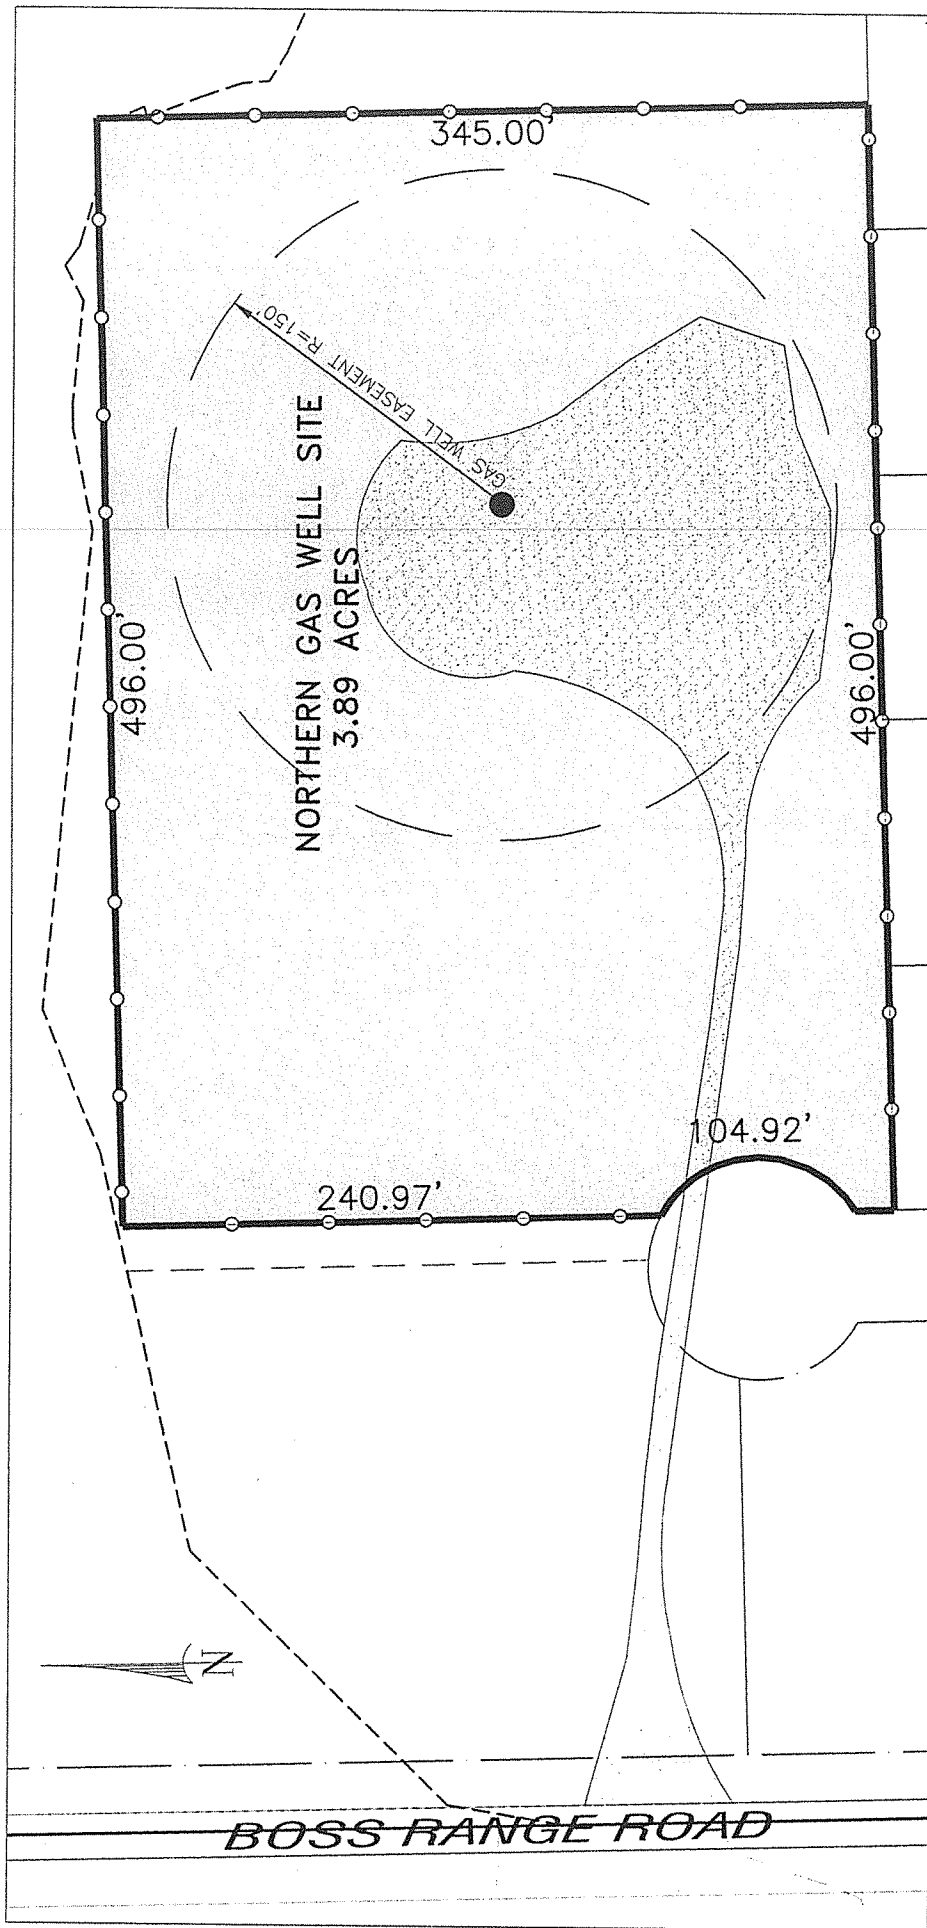 345.00'
GAS WELL EASEMENT R=150'
NORTHERN GAS WELL SITE
3.89 ACRES
496.00'
496.00'
104.92'
240.97'
N
BOSS RANGE ROAD